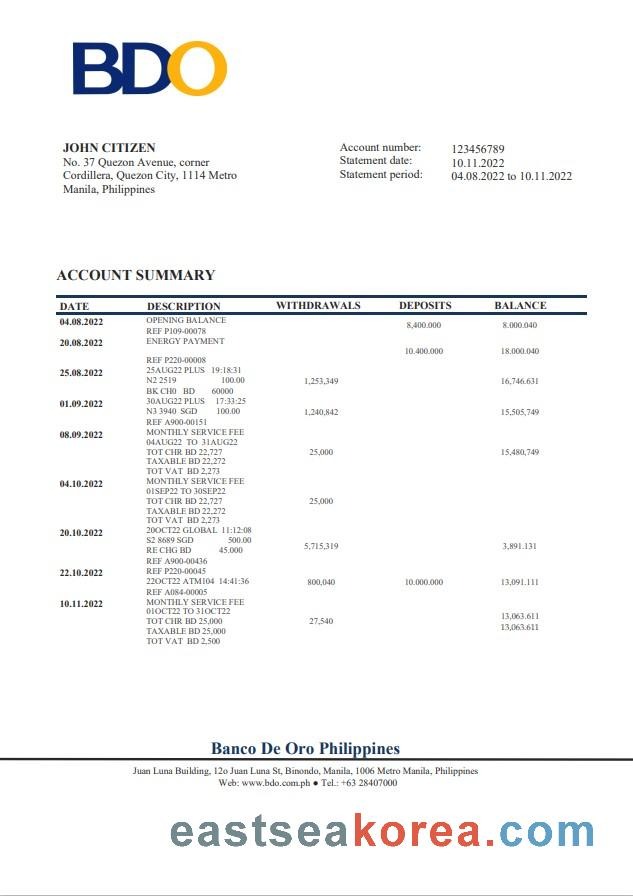 BDO
JOHN CITIZEN
No. 37 Quezon Avenue, corner
Cordillera, Quezon City, 1114 Metro
Manila, Philippines
Account number: 123456789
Statement date: 10.11.2022
Statement period: 04.08.2022 to 10.11.2022
ACCOUNT SUMMARY
DATE DESCRIPTION WITHDRAWALS DEPOSITS BALANCE
04.08.2022 OPENING BALANCE
8,400.000 8.000.040
REF P109-00078
20.08.2022 ENERGY PAYMENT
10.400.000 18.000.040
REF P220-00008
25.08.2022 25AUG22 PLUS 19:18:31
N2 2519 100.00 1,253,349 16,746.631
BK CH0 BD 60000
01.09.2022 30AUG22 PLUS 17:33:25
N3 3940 SGD 100.00 1,240,842 15,505,749
REF A900-00151
08.09.2022 MONTHLY SERVICE FEE
04AUG22 TO 31AUG22
TOT CHR BD 22,727 25,000 15,480,749
TAXABLE BD 22,272
TOT VAT BD 2,273
04.10.2022 MONTHLY SERVICE FEE
01SEP22 TO 30SEP22
TOT CHR BD 22,727 25,000
TAXABLE BD 22,272
TOT VAT BD 2,273
20.10.2022 20OCT22 GLOBAL 11:12:08
S2 8689 SGD 500.00
RE CHG BD 45.000 5,715,319 3,891.131
REF A900-00436
22.10.2022 REF P220-00045
22OCT22 ATM104 14:41:36 800,040 10.000.000 13,091.111
REF A084-00005
10.11.2022 MONTHLY SERVICE FEE
01OCT22 TO 31OCT22
13,063.611
TOT CHR BD 25,000 27,540
13,063.611
TAXABLE BD 25,000
TOT VAT BD 2,500
Banco De Oro Philippines
Juan Luna Building, 12o Juan Luna St, Binondo, Manila, 1006 Metro Manila, Philippines
Web: www.bdo.com.ph ● Tel.: +63 28407000
eastseakorea.com